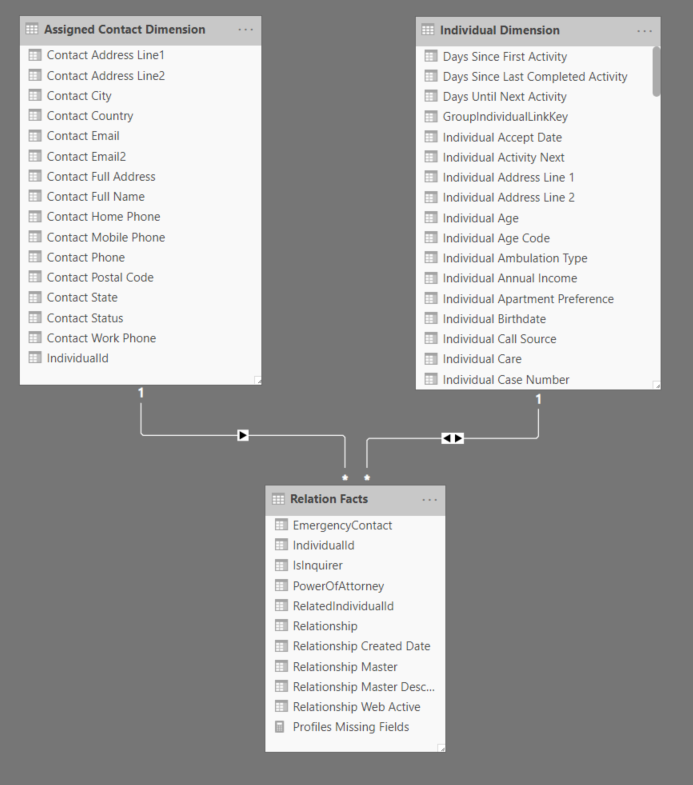 Assigned Contact Dimension ...
Contact Address Line1
Contact Address Line2
Contact City
Contact Country
Contact Email
Contact Email2
Contact Full Address
Contact Full Name
Contact Home Phone
Contact Mobile Phone
Contact Phone
Contact Postal Code
Contact State
Contact Status
Contact Work Phone
IndividualId
1
Individual Dimension ...
Days Since First Activity
Days Since Last Completed Activity
Days Until Next Activity
GroupIndividualLinkKey
Individual Accept Date
Individual Activity Next
Individual Address Line 1
Individual Address Line 2
Individual Age
Individual Age Code
Individual Ambulation Type
Individual Annual Income
Individual Apartment Preference
Individual Birthdate
Individual Call Source
Individual Care
Individual Case Number
1
* *
Relation Facts ...
EmergencyContact
IndividualId
IsInquirer
PowerOfAttorney
RelatedIndividualId
Relationship
Relationship Created Date
Relationship Master
Relationship Master Desc...
Relationship Web Active
Profiles Missing Fields